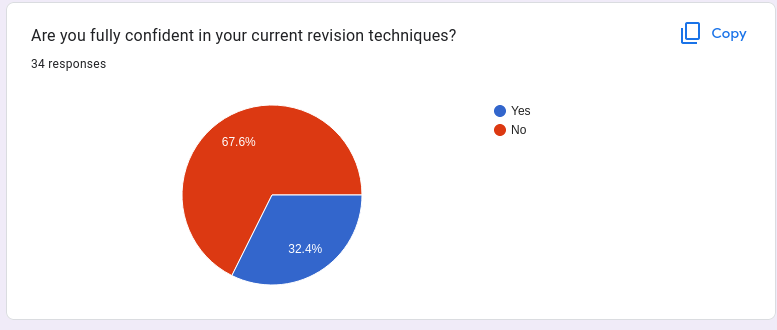 Are you fully confident in your current revision techniques?
Copy
34 responses
Yes
No
67.6%
32.4%